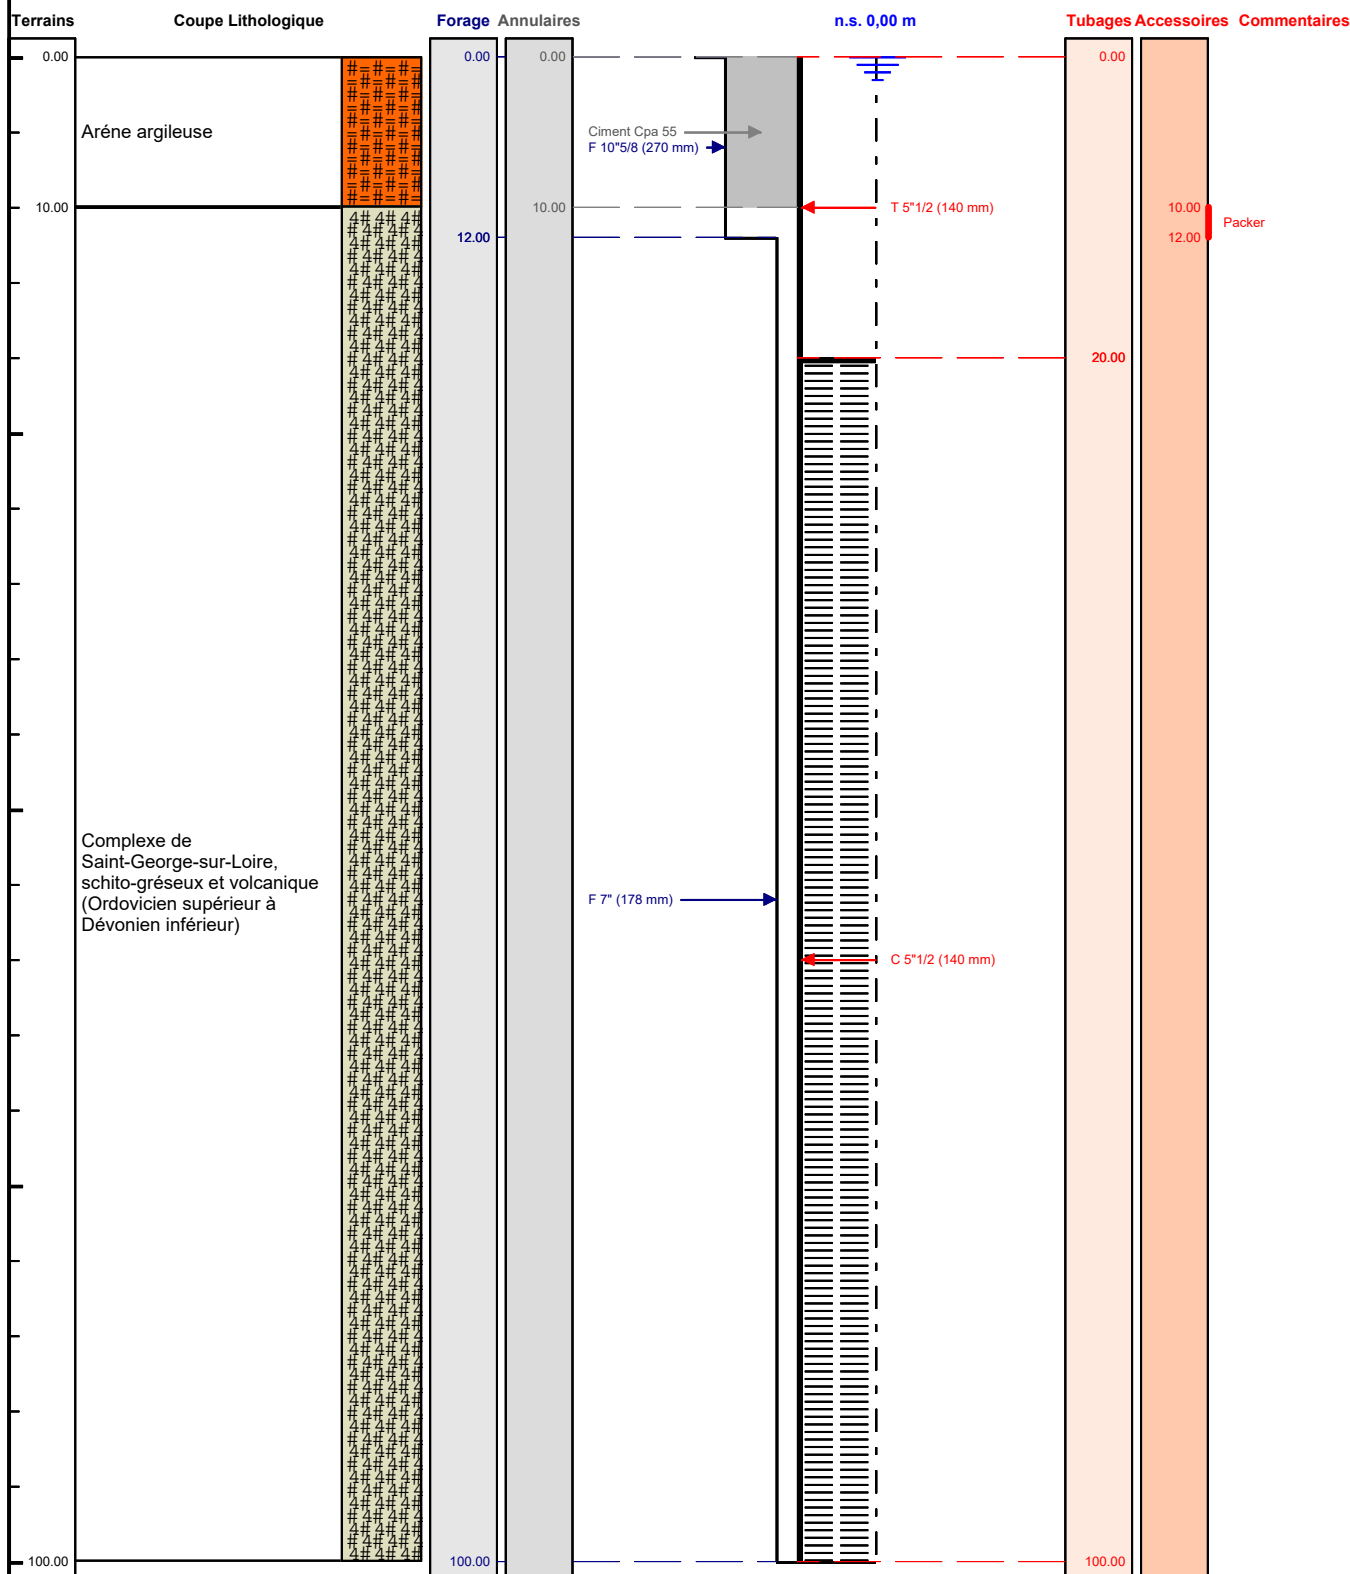 Terrains Coupe Lithologique Forage Annulaires n.s. 0,00 m Tubages Accessoires Commentaires
0.00 0.00 0.00 0.00
Aréne argileuse
Ciment Cpa 55
F 10"5/8 (270 mm)
10.00 10.00 T 5"1/2 (140 mm) 10.00
Packer
12.00 12.00
20.00
Complexe de
Saint-George-sur-Loire,
schito-gréseux et volcanique
(Ordovicien supérieur à
Dévonien inférieur)
F 7" (178 mm)
C 5"1/2 (140 mm)
100.00 100.00 100.00